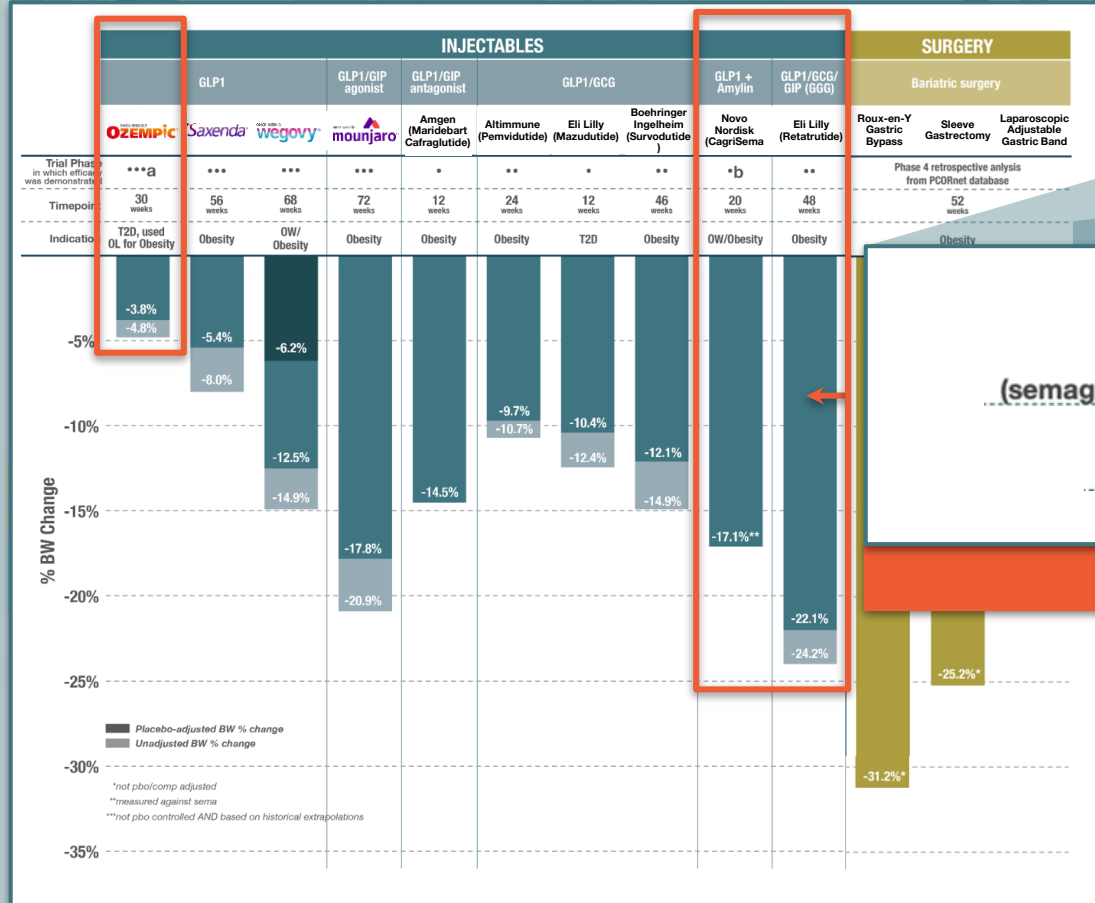 INJECTABLES
SURGERY
GLP1
GLP1/GIP
agonist
GLP1/GIP
antagonist
GLP1/GCG
GLP1 +
Amylin
GLP1/GCG/
GIP (GGG)
Bariatric surgery
OZEMPIC
Saxenda
wegovy
mounjaro
Amgen
(Maridebart
Cafraglutide)
Altimmune
(Pemvidutide)
Eli Lilly
(Mazudutide)
Boehringer
Ingelheim
(Survodutide
)
Novo
Nordisk
(CagriSema
Eli Lilly
(Retatrutide)
Roux-en-Y
Gastric
Bypass
Sleeve
Gastrectomy
Laparoscopic
Adjustable
Gastric Band
Trial Phase
in which efficacy
was demonstrated
•••a
•••
•••
•••
•
••
•
••
•b
••
Phase 4 retrospective anlysis
from PCORnet database
Timepoint
30
weeks
56
weeks
68
weeks
72
weeks
12
weeks
24
weeks
12
weeks
46
weeks
20
weeks
48
weeks
52
weeks
Indication
T2D, used
OL for Obesity
Obesity
OW/
Obesity
Obesity
Obesity
Obesity
T2D
Obesity
OW/Obesity
Obesity
Obesity
% BW Change
-5%
-10%
-15%
-20%
-25%
-30%
-35%
-3.8%
-4.8%
-5.4%
-8.0%
-6.2%
-12.5%
-14.9%
-17.8%
-20.9%
-14.5%
-9.7%
-10.7%
-10.4%
-12.4%
-12.1%
-14.9%
-17.1%**
-22.1%
-24.2%
-31.2%*
-25.2%*
(semag
Placebo-adjusted BW % change
Unadjusted BW % change
*not pbo/comp adjusted
**measured against sema
***not pbo controlled AND based on historical extrapolations